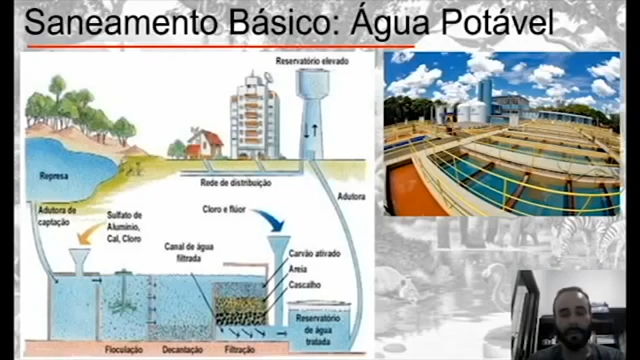 Saneamento Básico: Água Potável
Reservatório elevado
Represa
Rede de distribuição
Adutora
Adutora de
captação
Sulfato de
Alumínio,
Cal, Cloro
Cloro e flúor
Canal de água
filtrada
Carvão ativado
Areia
Cascalho
Reservatório
de água
tratada
Floculação
Decantação
Filtração